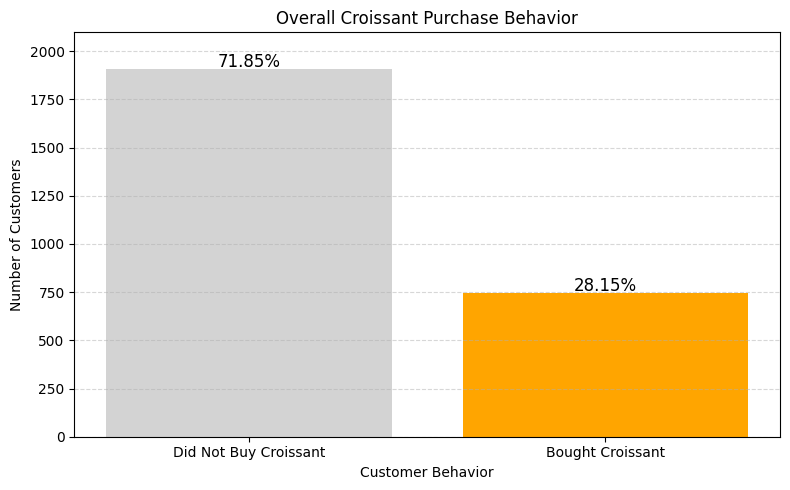 Overall Croissant Purchase Behavior
Number of Customers
2000
1750
1500
1250
1000
750
500
250
0
71.85%
28.15%
Did Not Buy Croissant
Bought Croissant
Customer Behavior